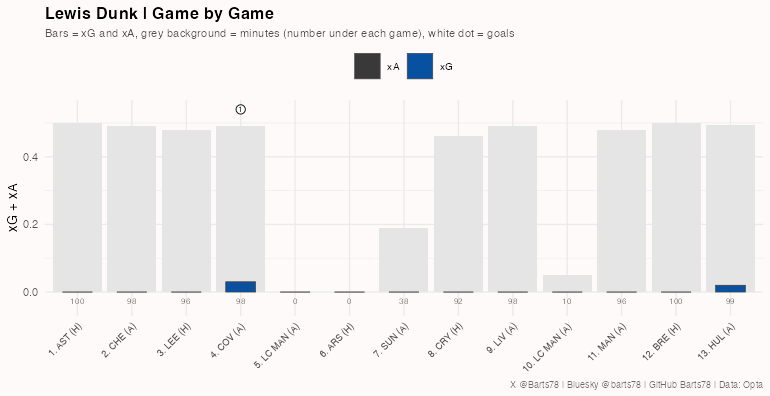 Lewis Dunk | Game by Game
Bars = xG and xA, grey background = minutes (number under each game), white dot = goals
xA xG
1
xG + xA
0.4
0.2
0.0
100 98 96 98 0 0 38 92 98 10 96 100 99
1. AST (H)
2. CHE (A)
3. LEE (H)
4. COV (A)
5. LC MAN (A)
6. ARS (H)
7. SUN (A)
8. CRY (H)
9. LIV (A)
10. LC MAN (A)
11. MAN (A)
12. BRE (H)
13. HUL (A)
X @Barts78 | Bluesky @barts78 | GitHub Barts78 | Data: Opta